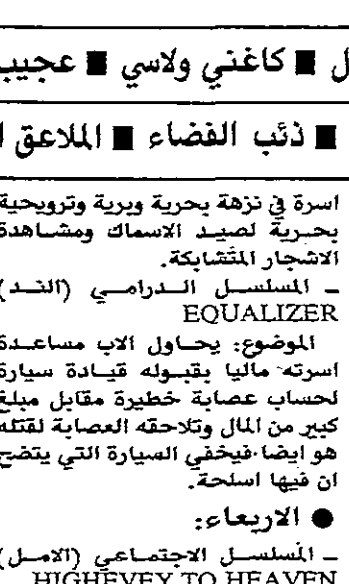 ل ■ كاغني ولاسي ■ عجيب
■ ذئب الفضاء ■ الملاعق ا
اسرة في نزهة بحرية وبرية وترويحية
بحرية لصيد الاسماك ومشاهدة
الاشجار المتشابكة.
ـ المسلسل الدرامي (الند)
EQUALIZER
الموضوع: يحاول الاب مساعدة
اسرته ماليا بقبوله قيادة سيارة
لحساب عصابة خطيرة مقابل مبلغ
كبير من المال وتلاحقه العصابة لقتله
هو ايضا فيخفي السيارة التي يتضح
ان فيها اسلحة.
● الاربعاء:
ـ المسلسل الاجتماعي (الامل)
HIGHEVEY TO HEAVEN